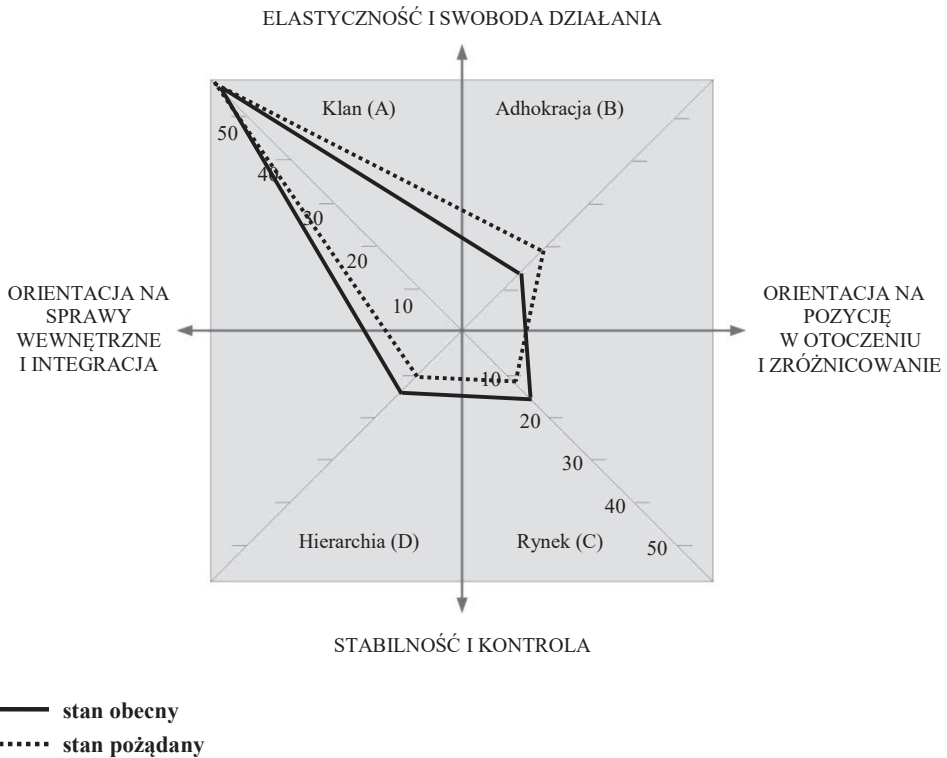 ELASTYCZNOŚĆ I SWOBODA DZIAŁANIA
Klan (A)
Adhokracja (B)
50
40
30
20
10
ORIENTACJA NA
SPRAWY
WEWNĘTRZNE
I INTEGRACJA
ORIENTACJA NA
POZYCJĘ
W OTOCZENIU
I ZRÓŻNICOWANIE
10
20
30
40
50
Hierarchia (D)
Rynek (C)
STABILNOŚĆ I KONTROLA
stan obecny
stan pożądany